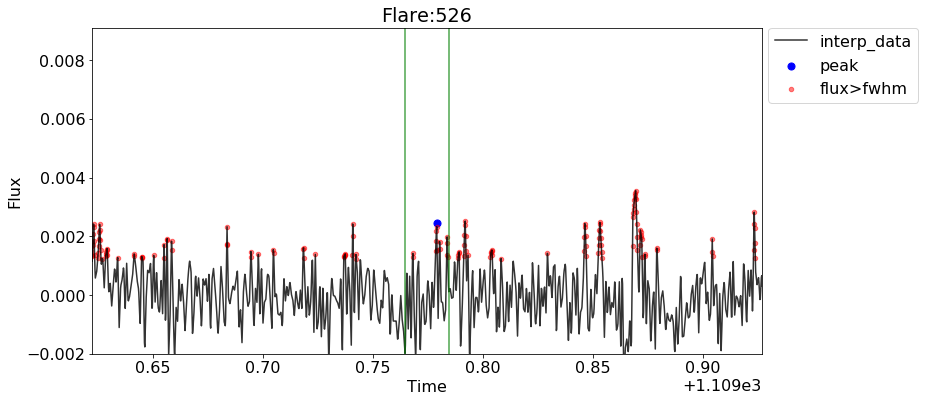 Flare:526
interp_data
peak
flux>fwhm
0.008
0.006
0.004
0.002
0.000
−0.002
Flux
0.65
0.70
0.75
0.80
0.85
0.90
Time
+1.109e3